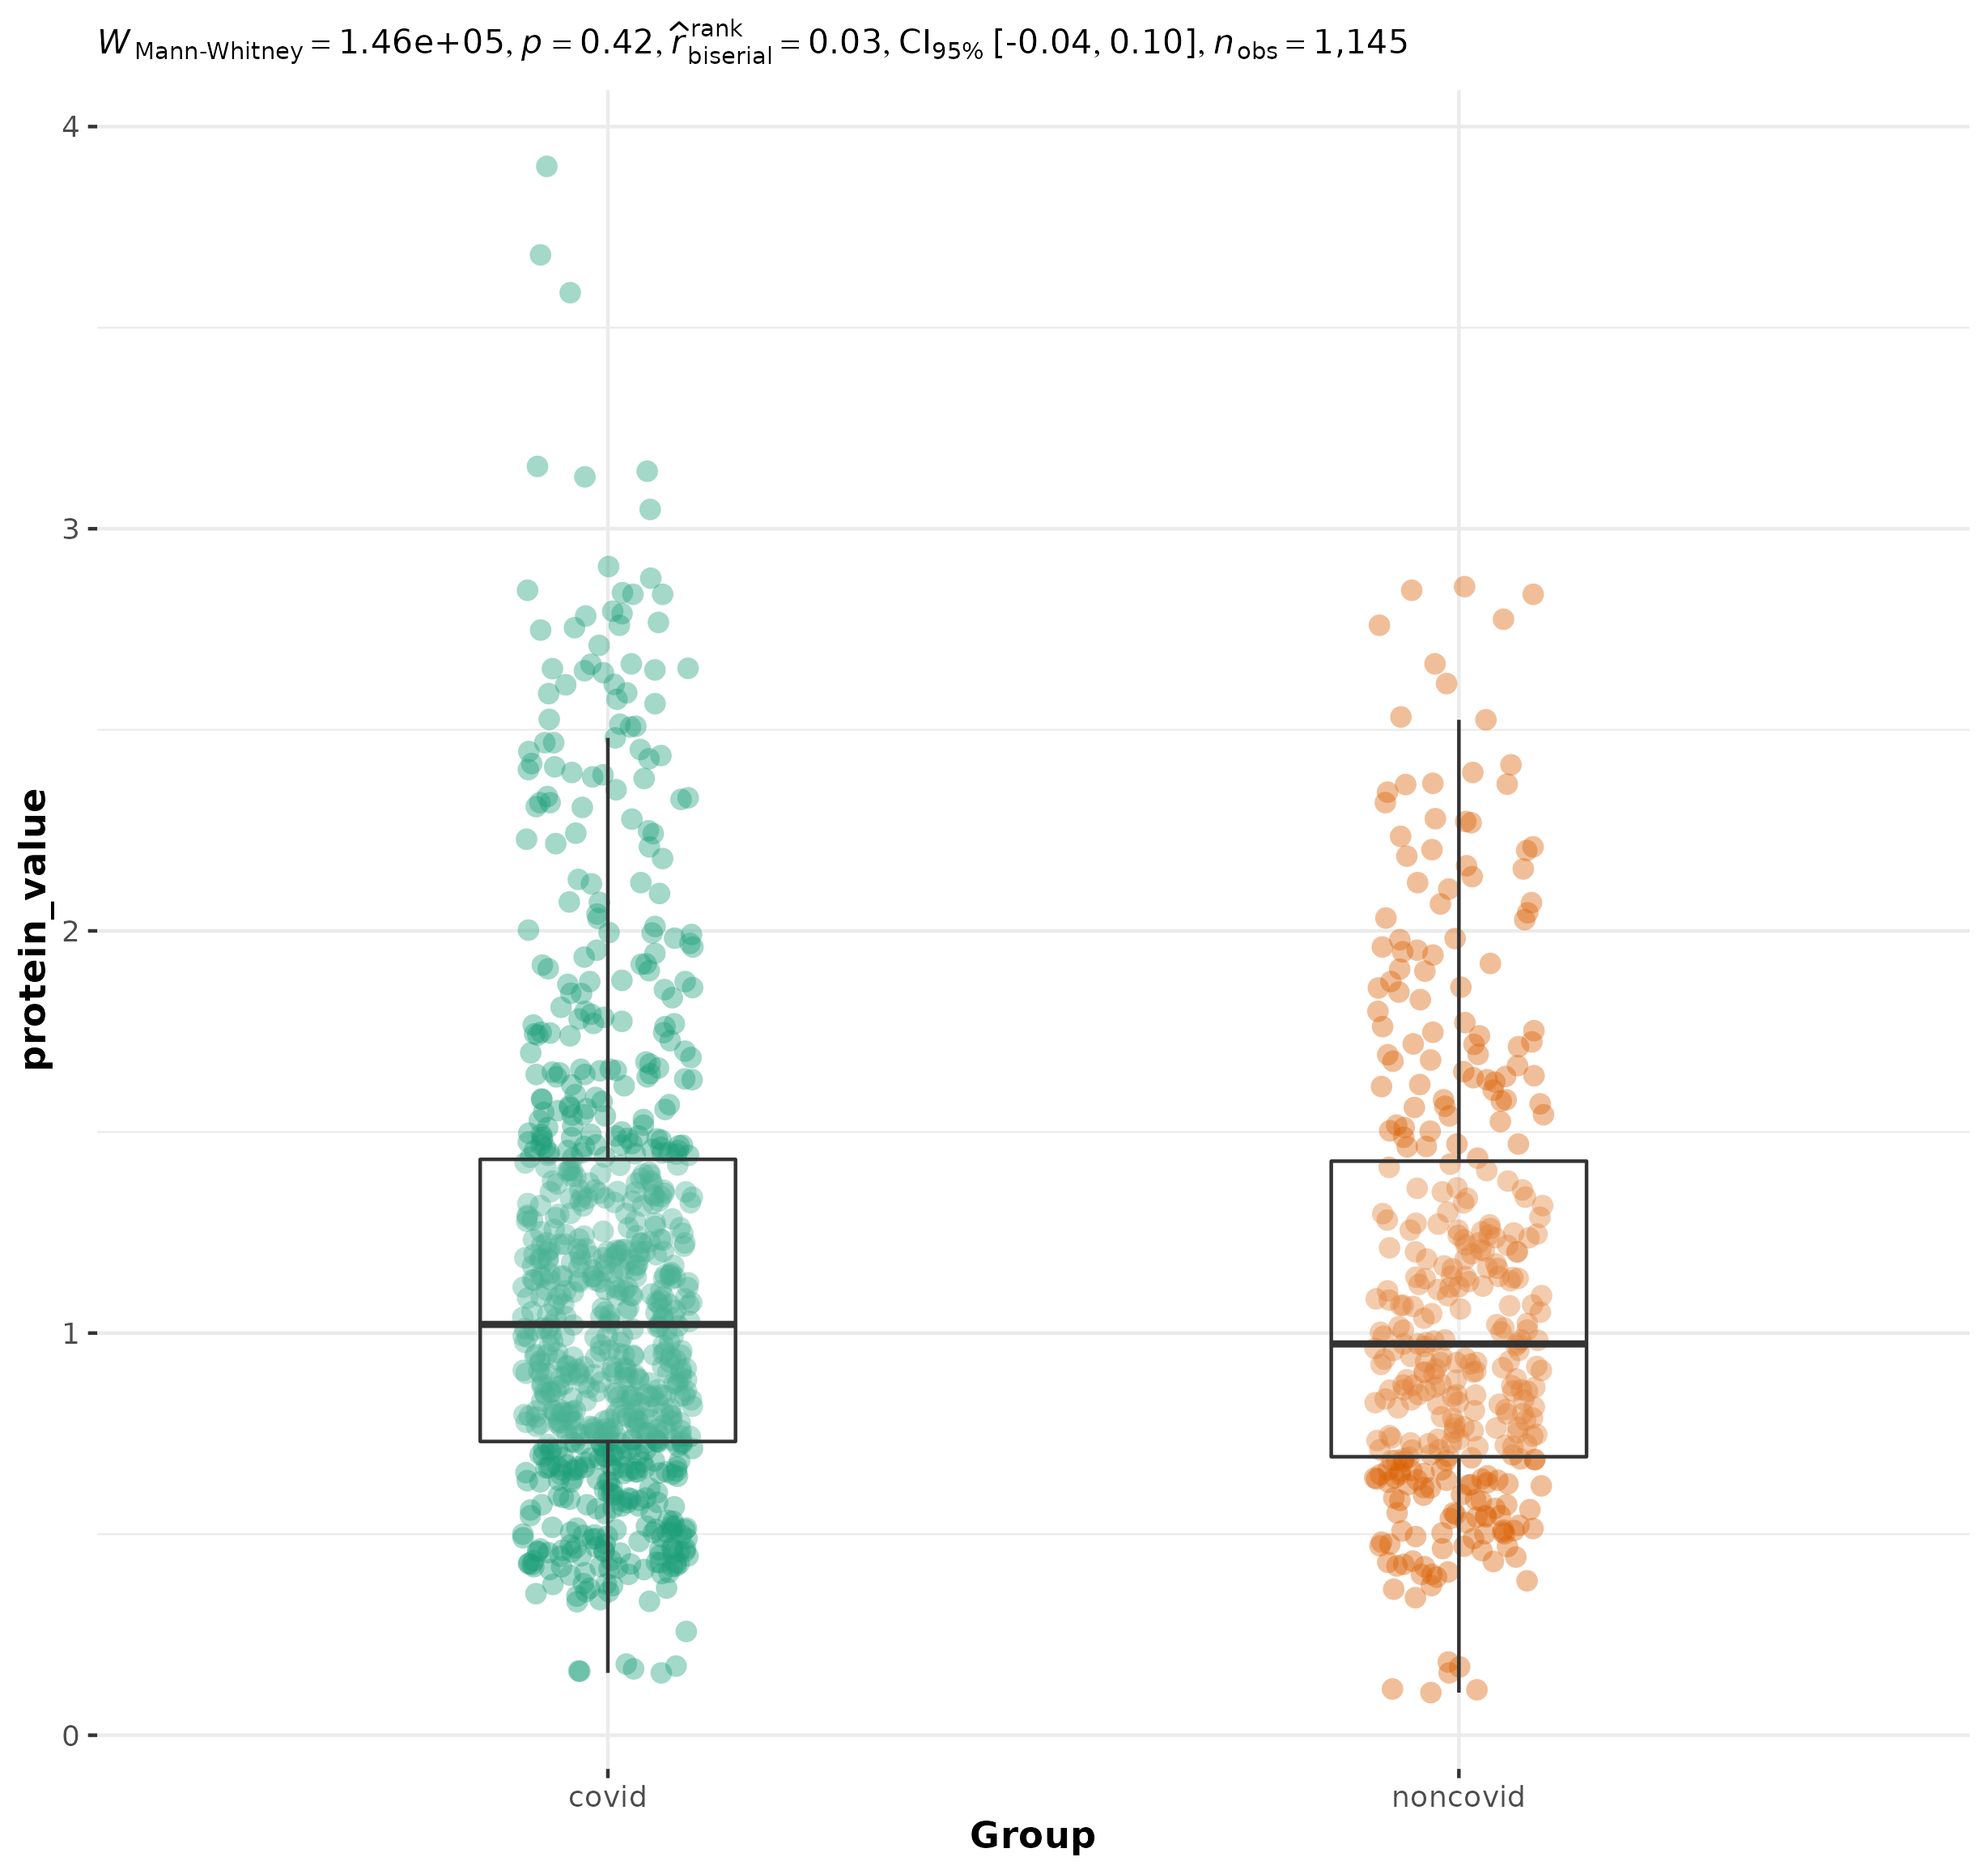 W Mann-Whitney = 1.46e+05, p = 0.42, r̂ rank biserial = 0.03, CI95% [-0.04, 0.10], n obs = 1,145
4
3
2
1
0
protein_value
covid noncovid
Group